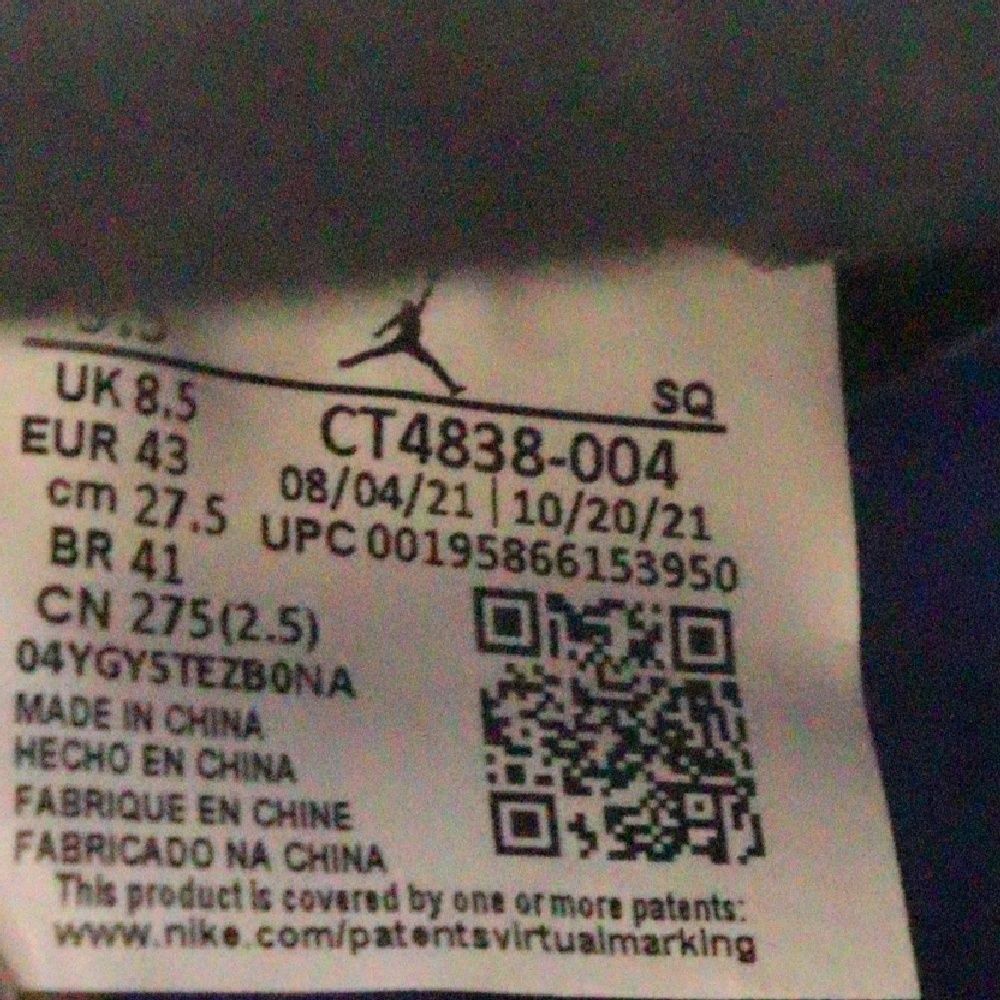 SQ
UK 8.5
EUR 43
cm 27.5
BR 41
CN 275(2.5)
04YGYSTEZB0NA
MADE IN CHINA
HECHO EN CHINA
FABRIQUE EN CHINE
FABRICADO NA CHINA
CT4838-004
08/04/21 | 10/20/21
UPC 00195866153950
This product is covered by one or more patents:
www.nike.com/patentsvirtualmarking